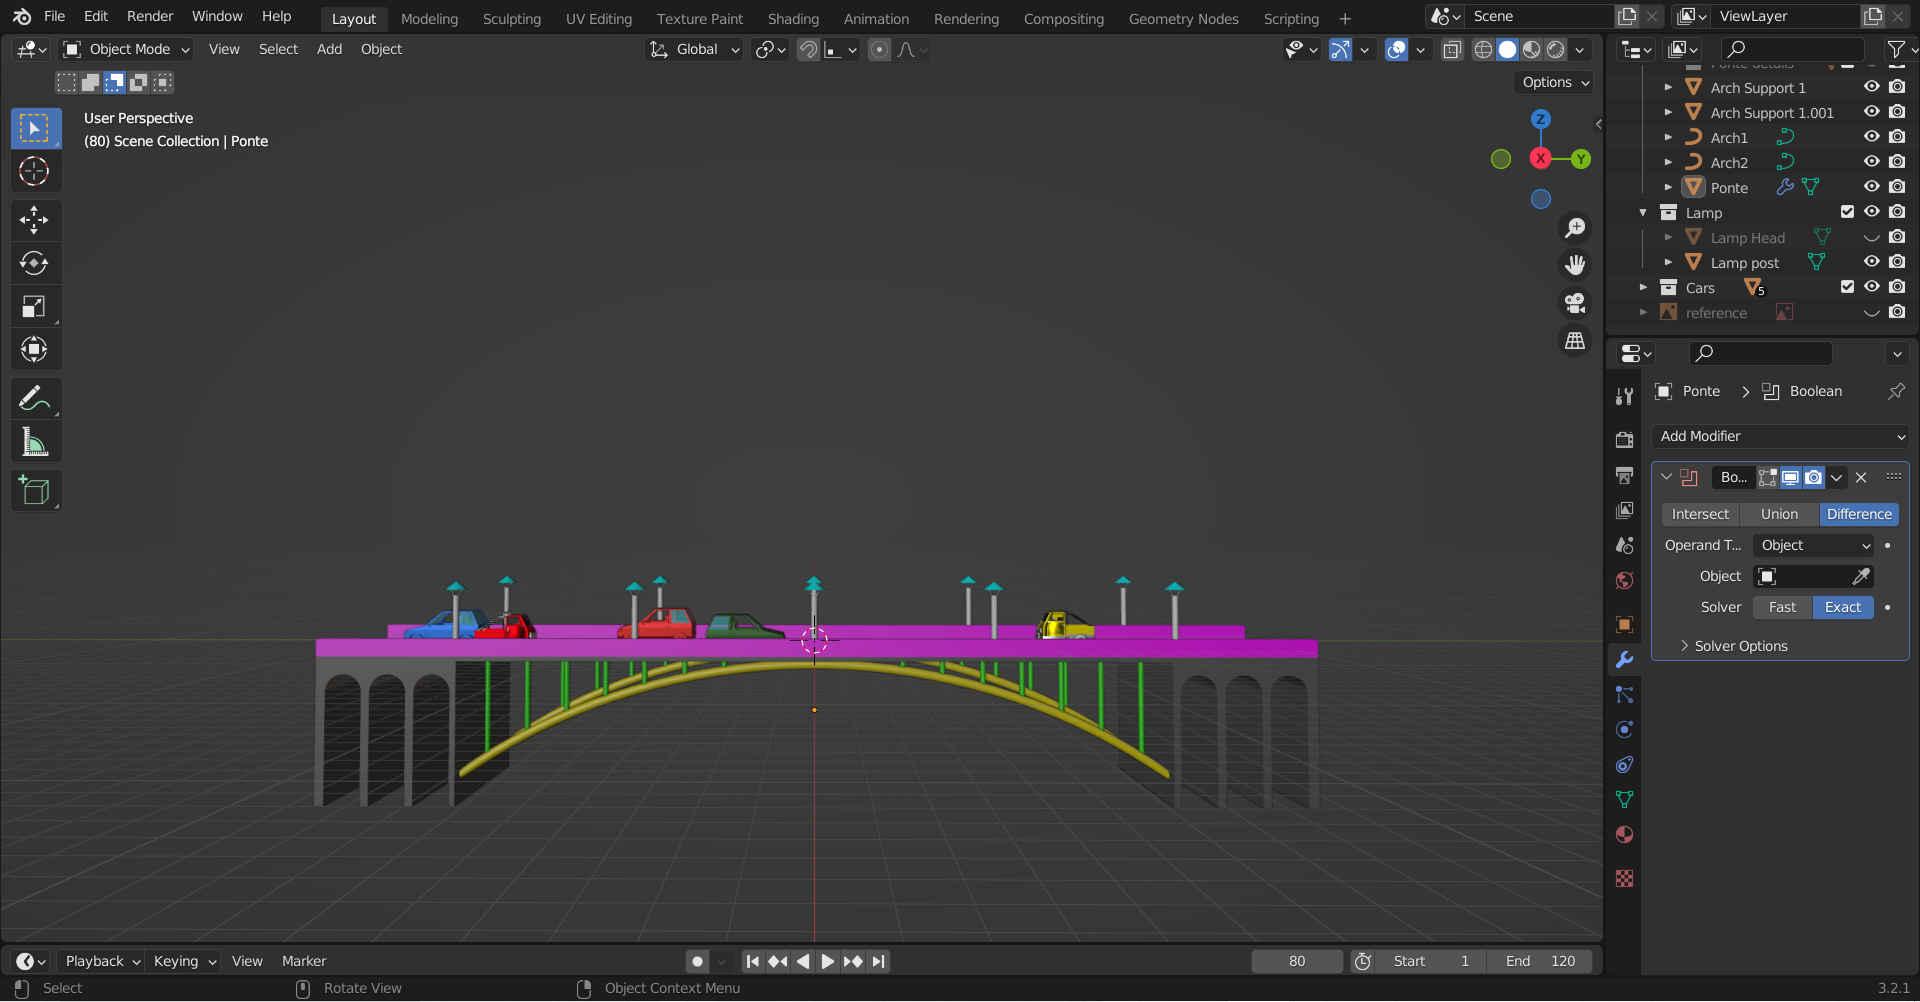 File Edit Render Window Help Layout Modeling Sculpting UV Editing Texture Paint Shading Animation Rendering Compositing Geometry Nodes Scripting + Scene ViewLayer
Object Mode View Select Add Object Global
Options
User Perspective
(80) Scene Collection | Ponte
Z
X
Y
Ponte details
Arch Support 1
Arch Support 1.001
Arch1
Arch2
Ponte
Lamp
Lamp Head
Lamp post
Cars 5
reference
Ponte > Boolean
Add Modifier
Bo...
Intersect Union Difference
Operand T... Object
Object
Solver Fast Exact
Solver Options
Playback Keying View Marker 80 Start 1 End 120
Select Rotate View Object Context Menu 3.2.1